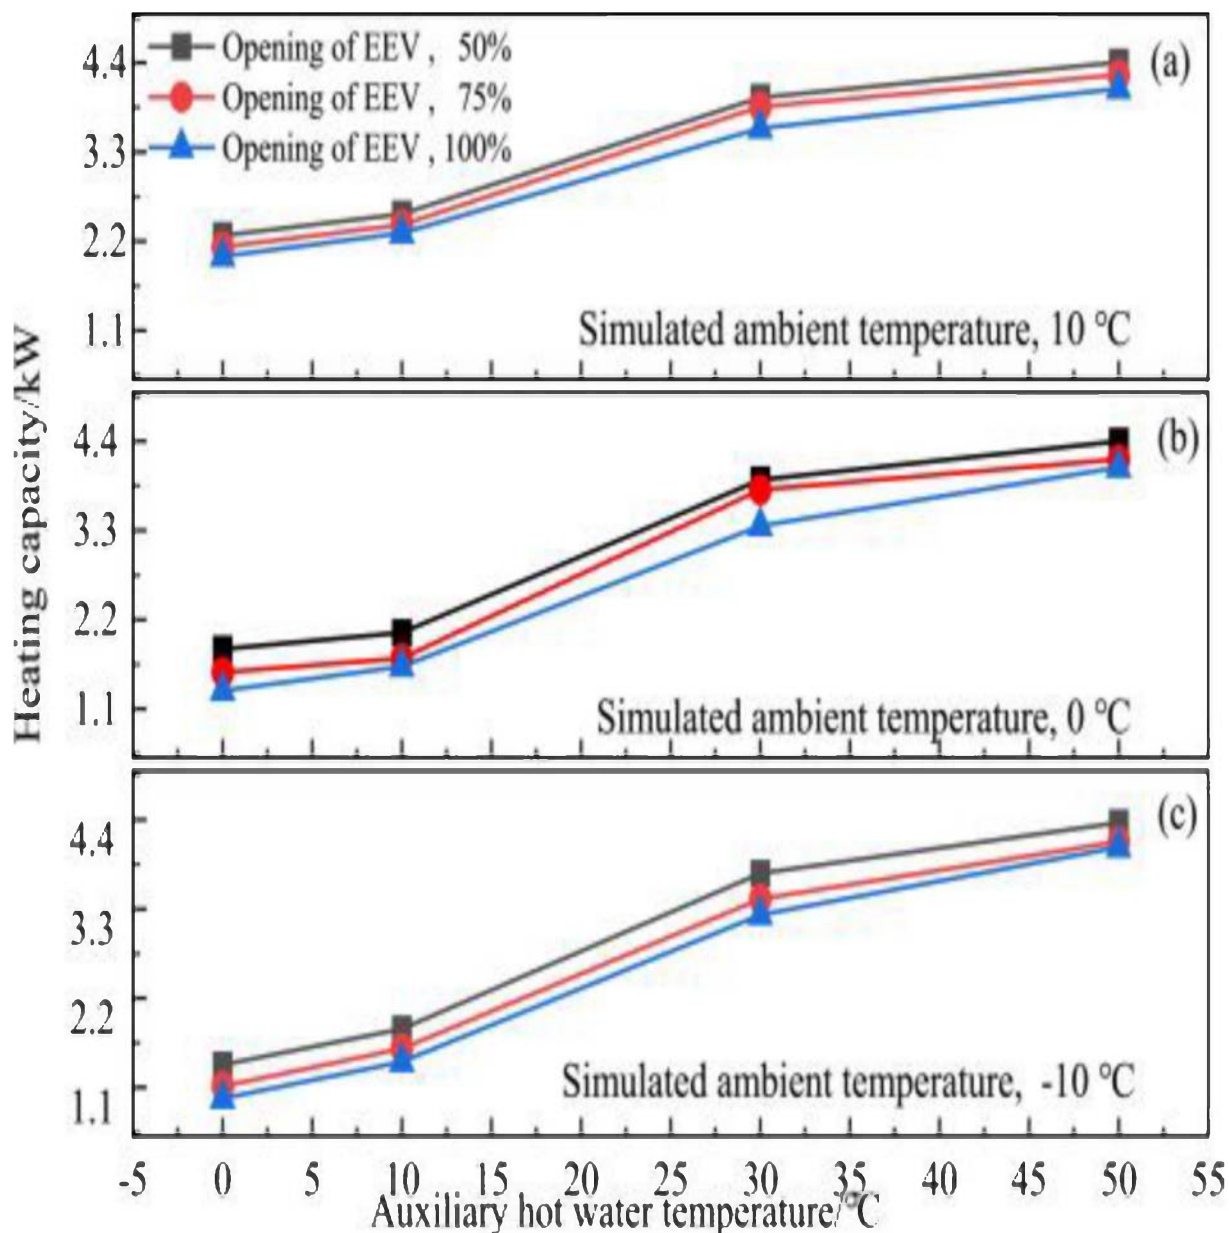 Opening of EEV , 50%
Opening of EEV , 75%
Opening of EEV , 100%
(a)
4.4
3.3
2.2
1.1
Simulated ambient temperature, 10 °C
(b)
4.4
3.3
2.2
1.1
Simulated ambient temperature, 0 °C
Heating capacity/kW
(c)
4.4
3.3
2.2
1.1
Simulated ambient temperature, -10 °C
-5 0 5 10 15 20 25 30 35 40 45 50 55
Auxiliary hot water temperature/°C